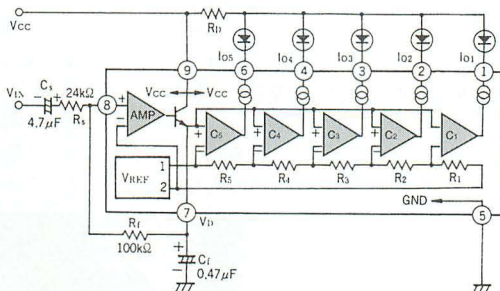 VCC
RD
IO5 IO4 IO3 IO2 IO1
9 6 4 3 2 1
VIN
Cs
24kΩ
Rs
4.7μF
8
VCC VCC
AMP
C5 C4 C3 C2 C1
R5 R4 R3 R2 R1
VREF
1
2
GND
7
VD
5
Rf
100kΩ
Cf
0.47μF